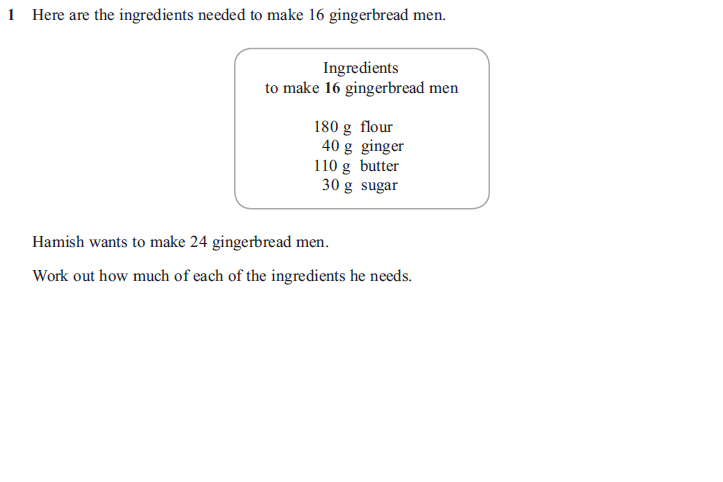 1 Here are the ingredients needed to make 16 gingerbread men.
Ingredients
to make 16 gingerbread men
180 g flour
40 g ginger
110 g butter
30 g sugar
Hamish wants to make 24 gingerbread men.
Work out how much of each of the ingredients he needs.